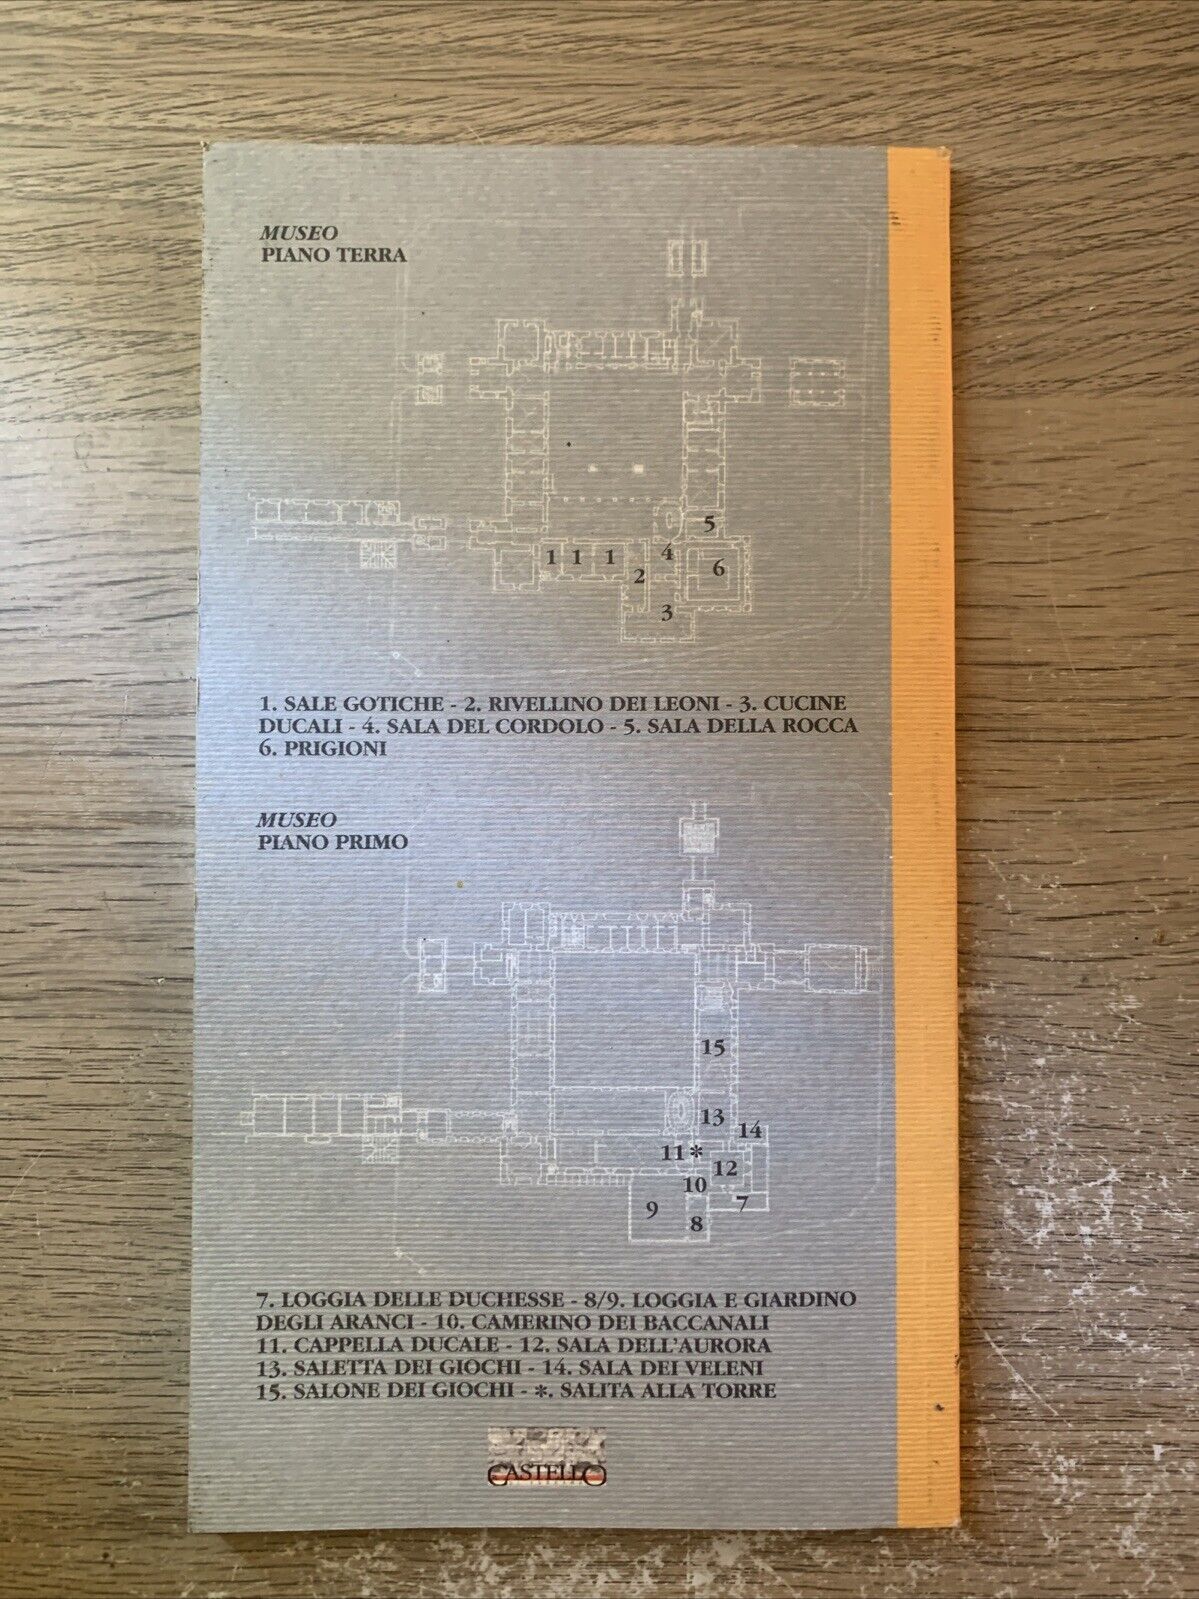 MUSEO
PIANO TERRA
5
1 1 1 4
2 6
3
1. SALE GOTICHE - 2. RIVELLINO DEI LEONI - 3. CUCINE
DUCALI - 4. SALA DEL CORDOLO - 5. SALA DELLA ROCCA
6. PRIGIONI
MUSEO
PIANO PRIMO
15
13
14
11 *
12
10
7
9
8
7. LOGGIA DELLE DUCHESSE - 8/9. LOGGIA E GIARDINO
DEGLI ARANCI - 10. CAMERINO DEI BACCANALI
11. CAPPELLA DUCALE - 12. SALA DELL'AURORA
13. SALETTA DEI GIOCHI - 14. SALA DEI VELENI
15. SALONE DEI GIOCHI - *. SALITA ALLA TORRE
CASTELLO